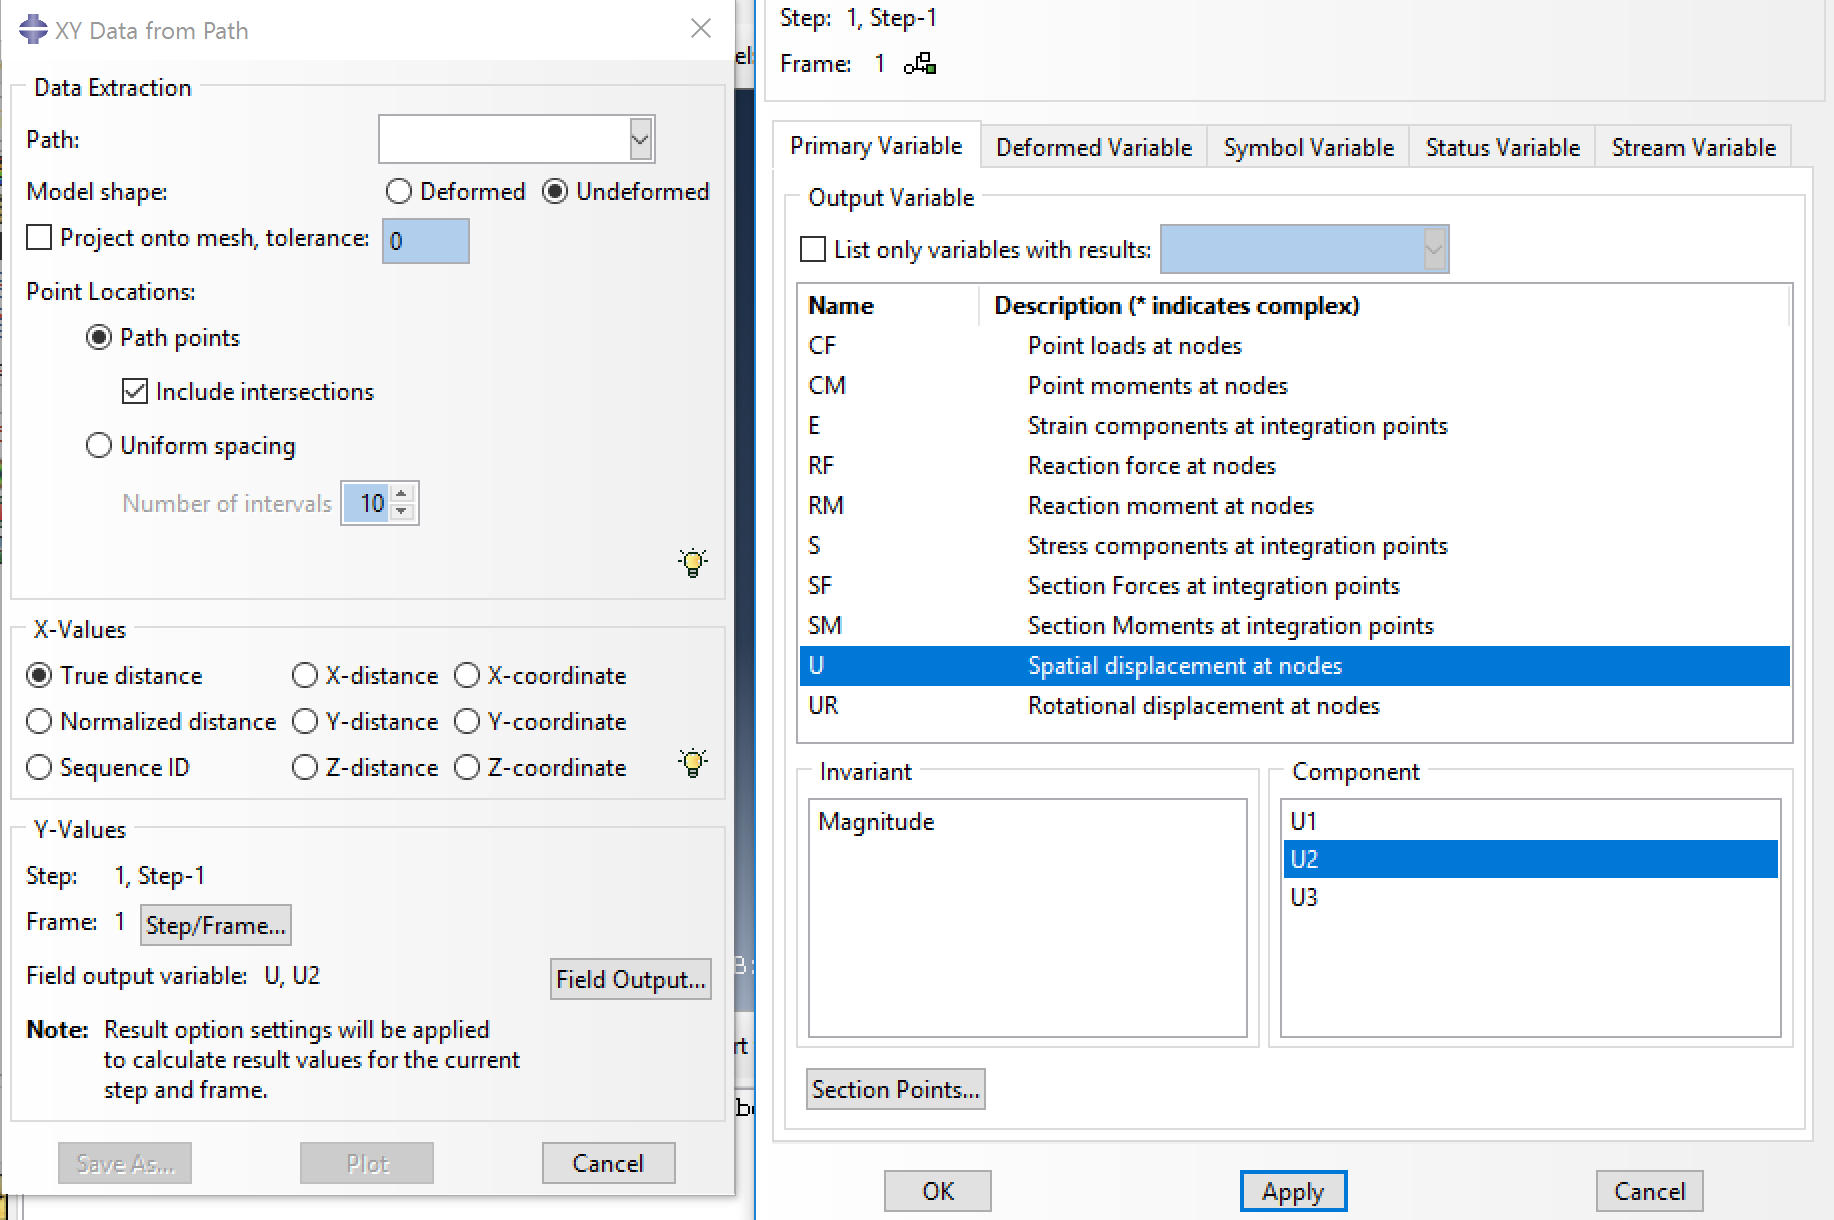 XY Data from Path
Data Extraction
Path:
Model shape: Deformed Undeformed
Project onto mesh, tolerance: 0
Point Locations:
Path points
Include intersections
Uniform spacing
Number of intervals 10
X-Values
True distance X-distance X-coordinate
Normalized distance Y-distance Y-coordinate
Sequence ID Z-distance Z-coordinate
Y-Values
Step: 1, Step-1
Frame: 1 Step/Frame...
Field output variable: U, U2 Field Output...
Note: Result option settings will be applied
to calculate result values for the current
step and frame.
Save As... Plot Cancel
Step: 1, Step-1
Frame: 1
Primary Variable Deformed Variable Symbol Variable Status Variable Stream Variable
Output Variable
List only variables with results:
Name Description (* indicates complex)
CF Point loads at nodes
CM Point moments at nodes
E Strain components at integration points
RF Reaction force at nodes
RM Reaction moment at nodes
S Stress components at integration points
SF Section Forces at integration points
SM Section Moments at integration points
U Spatial displacement at nodes
UR Rotational displacement at nodes
Invariant
Magnitude
Component
U1
U2
U3
Section Points...
OK Apply Cancel